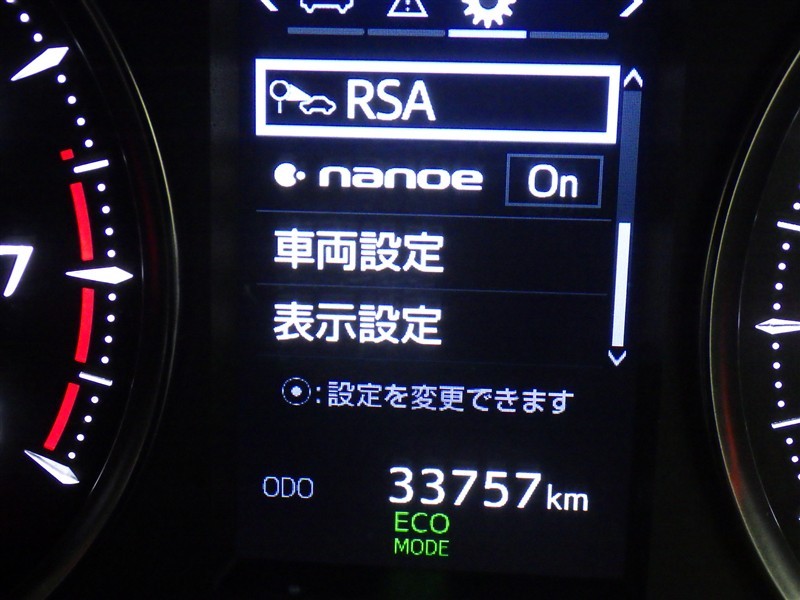 RSA
nanoe On
車両設定
表示設定
:設定を変更できます
7
ODO 33757km
ECO
MODE